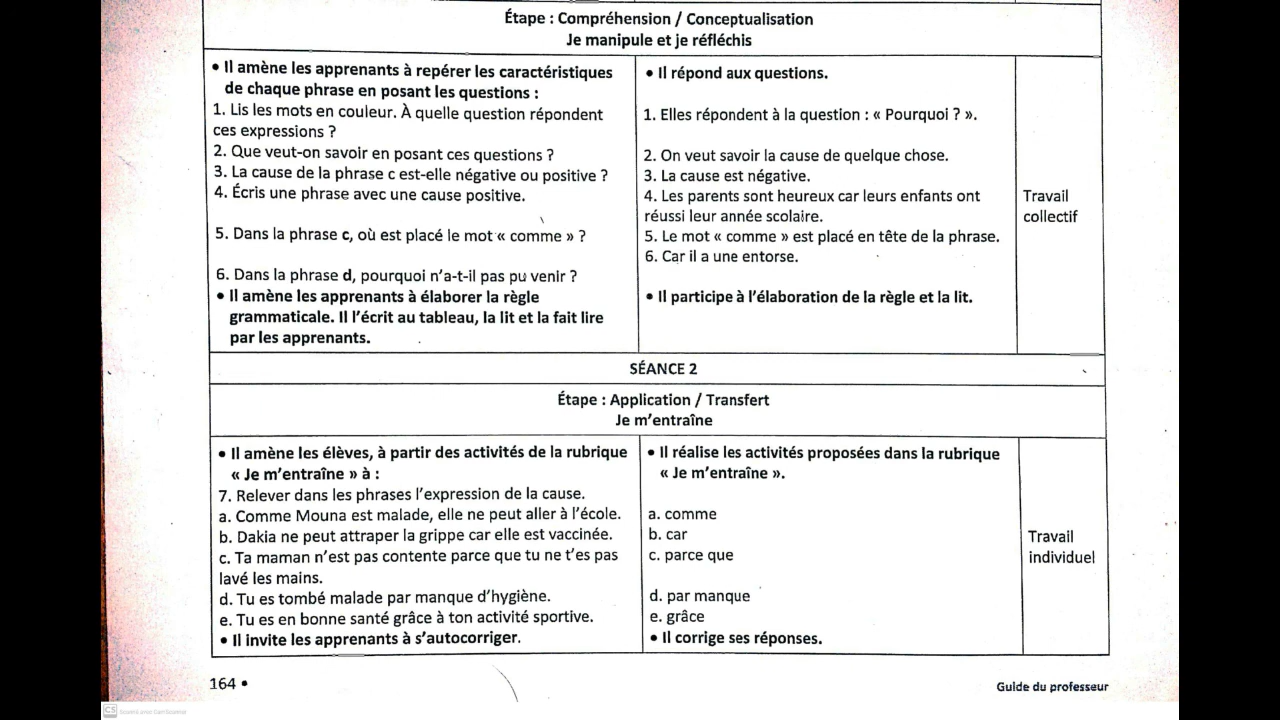 Étape : Compréhension / Conceptualisation
Je manipule et je réfléchis
• Il amène les apprenants à repérer les caractéristiques
de chaque phrase en posant les questions :
1. Lis les mots en couleur. À quelle question répondent
ces expressions ?
2. Que veut-on savoir en posant ces questions ?
3. La cause de la phrase c est-elle négative ou positive ?
4. Écris une phrase avec une cause positive.
5. Dans la phrase c, où est placé le mot « comme » ?
6. Dans la phrase d, pourquoi n'a-t-il pas pu venir ?
• Il amène les apprenants à élaborer la règle
grammaticale. Il l'écrit au tableau, la lit et la fait lire
par les apprenants.
• Il répond aux questions.
1. Elles répondent à la question : « Pourquoi ? ».
2. On veut savoir la cause de quelque chose.
3. La cause est négative.
4. Les parents sont heureux car leurs enfants ont
réussi leur année scolaire.
5. Le mot « comme » est placé en tête de la phrase.
6. Car il a une entorse.
• Il participe à l'élaboration de la règle et la lit.
Travail
collectif
SÉANCE 2
Étape : Application / Transfert
Je m'entraîne
• Il amène les élèves, à partir des activités de la rubrique
« Je m'entraîne » à :
7. Relever dans les phrases l'expression de la cause.
a. Comme Mouna est malade, elle ne peut aller à l'école.
b. Dakia ne peut attraper la grippe car elle est vaccinée.
c. Ta maman n'est pas contente parce que tu ne t'es pas
lavé les mains.
d. Tu es tombé malade par manque d'hygiène.
e. Tu es en bonne santé grâce à ton activité sportive.
• Il invite les apprenants à s'autocorriger.
• Il réalise les activités proposées dans la rubrique
« Je m'entraîne ».
a. comme
b. car
c. parce que
d. par manque
e. grâce
• Il corrige ses réponses.
Travail
individuel
164 •
Guide du professeur
CS Scanné avec CamScanner